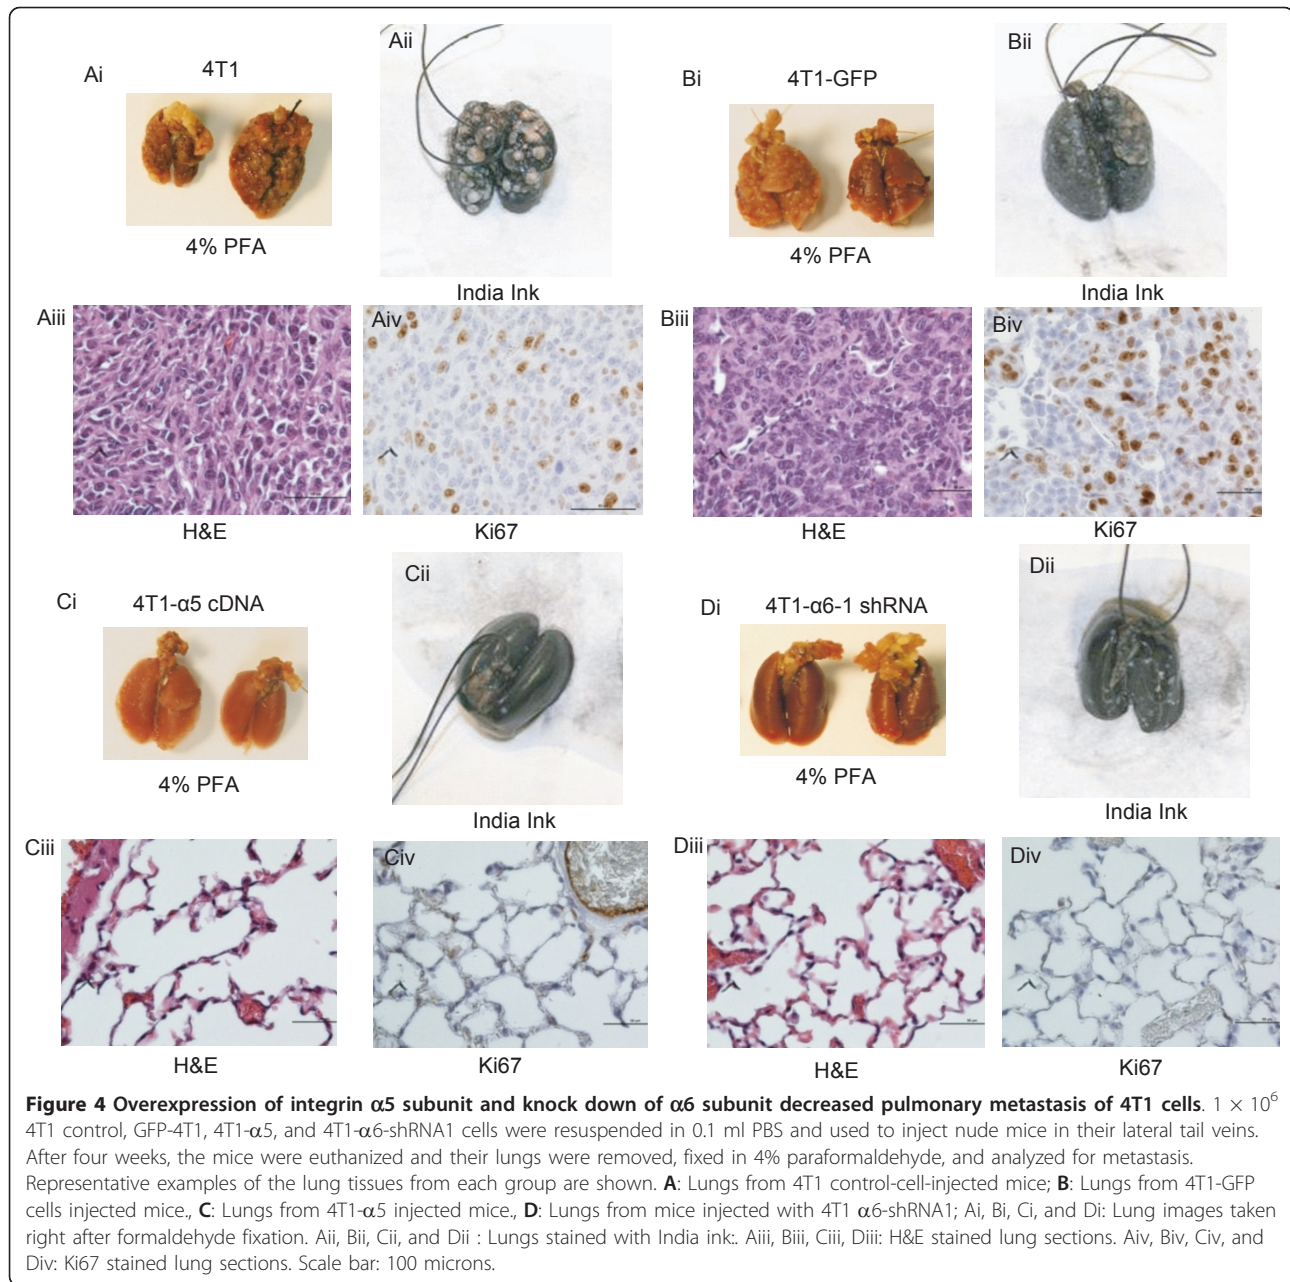 Ai
4T1
4% PFA
Aii
India Ink
Bi
4T1-GFP
4% PFA
Bii
India Ink
Aiii
H&E
Aiv
Ki67
Biii
H&E
Biv
Ki67
Ci
4T1-α5 cDNA
4% PFA
Cii
India Ink
Di
4T1-α6-1 shRNA
4% PFA
Dii
India Ink
Ciii
H&E
Civ
Ki67
Diii
H&E
Div
Ki67
Figure 4 Overexpression of integrin α5 subunit and knock down of α6 subunit decreased pulmonary metastasis of 4T1 cells. 1 × 10⁶
4T1 control, GFP-4T1, 4T1-α5, and 4T1-α6-shRNA1 cells were resuspended in 0.1 ml PBS and used to inject nude mice in their lateral tail veins.
After four weeks, the mice were euthanized and their lungs were removed, fixed in 4% paraformaldehyde, and analyzed for metastasis.
Representative examples of the lung tissues from each group are shown. A: Lungs from 4T1 control-cell-injected mice; B: Lungs from 4T1-GFP
cells injected mice., C: Lungs from 4T1-α5 injected mice., D: Lungs from mice injected with 4T1 α6-shRNA1; Ai, Bi, Ci, and Di: Lung images taken
right after formaldehyde fixation. Aii, Bii, Cii, and Dii : Lungs stained with India ink:. Aiii, Biii, Ciii, Diii: H&E stained lung sections. Aiv, Biv, Civ, and
Div: Ki67 stained lung sections. Scale bar: 100 microns.